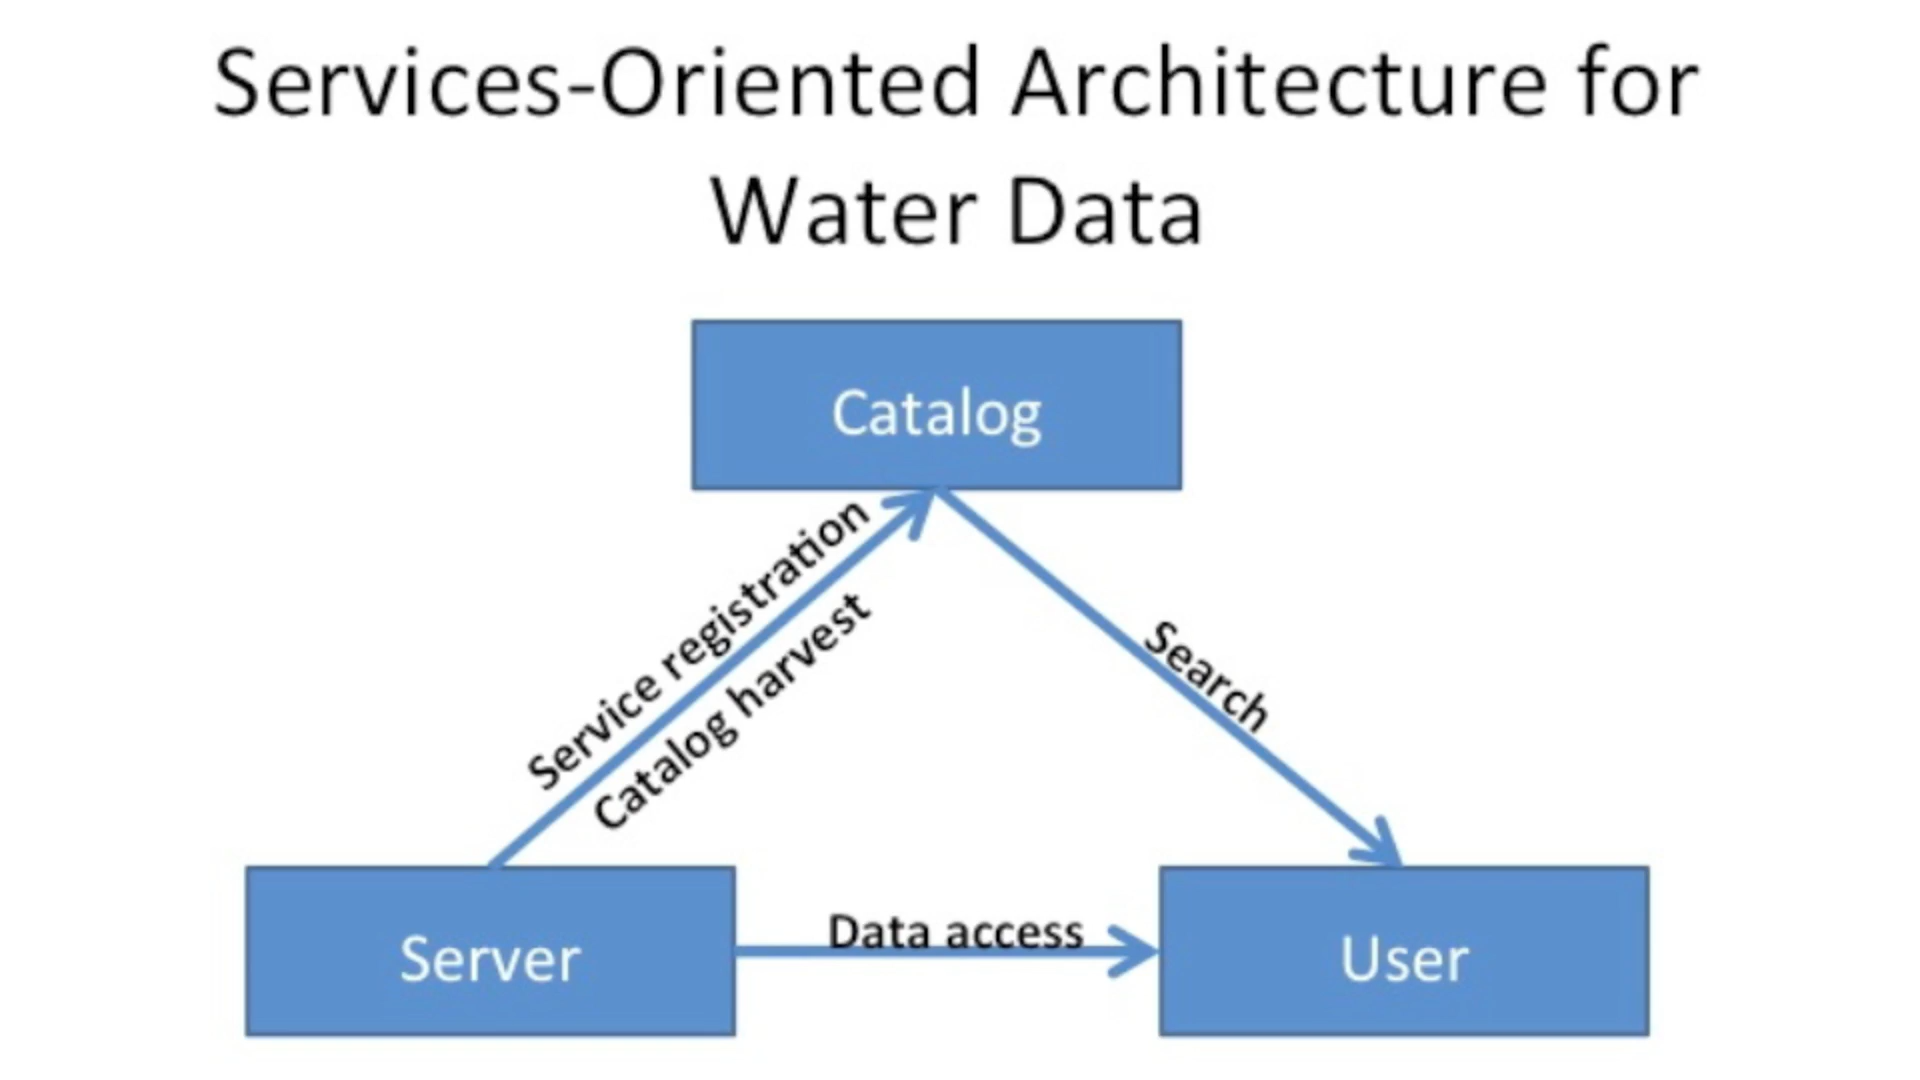 Services-Oriented Architecture for
Water Data
Catalog
Service registration
Catalog harvest
Search
Server
Data access
User